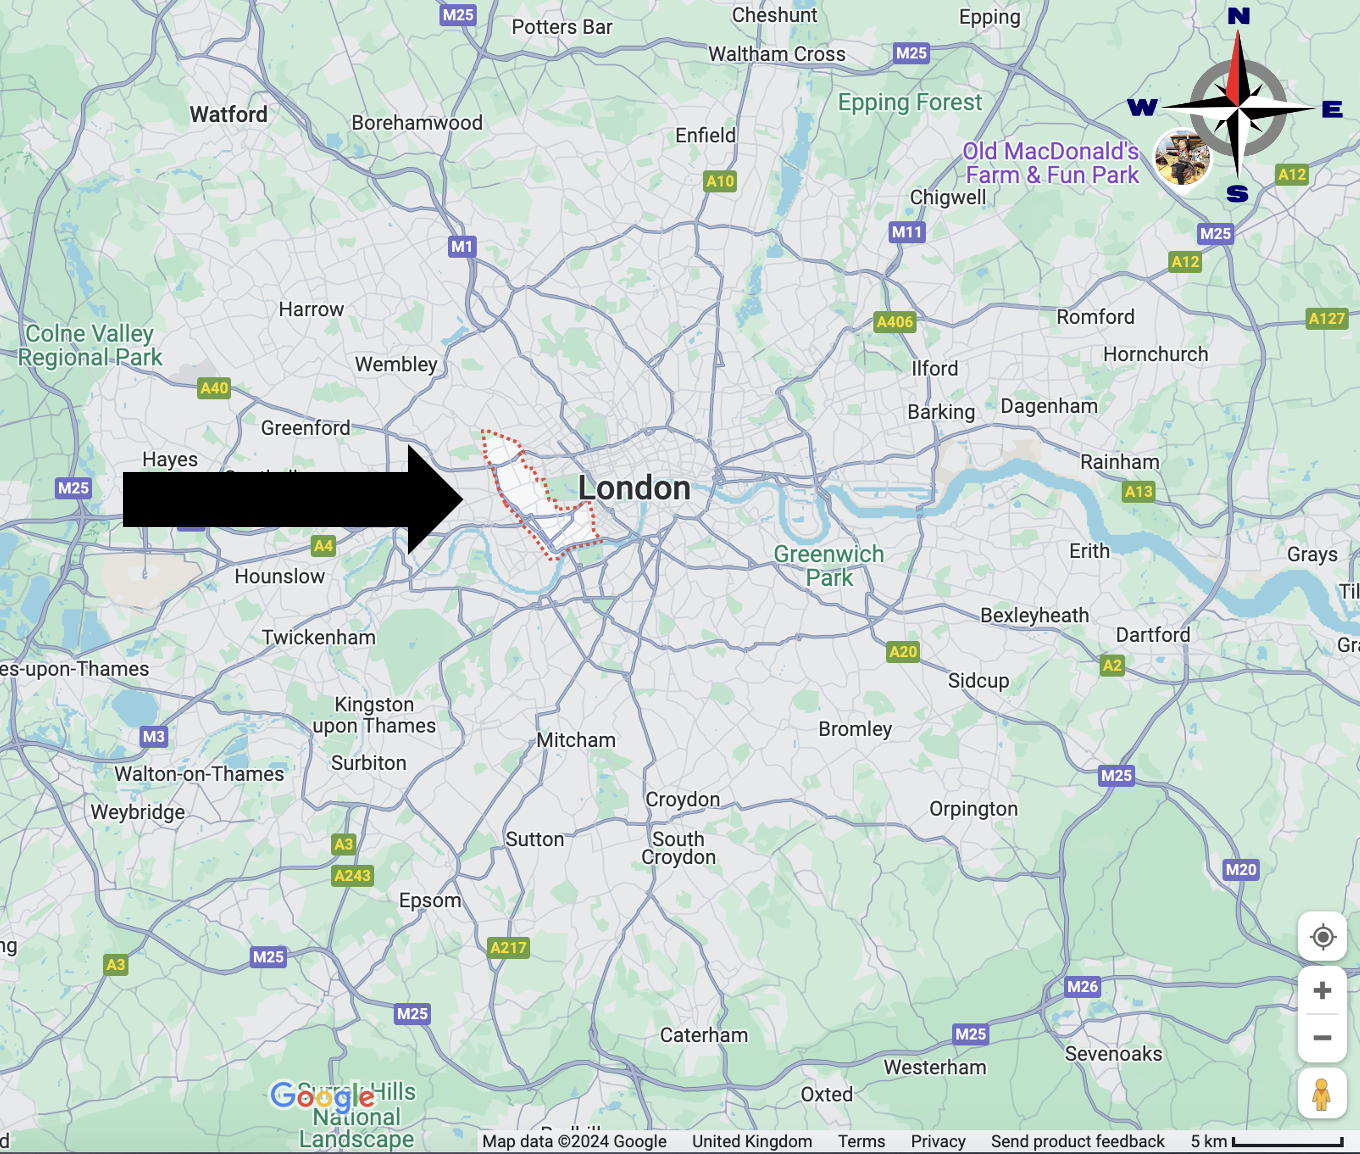 M25
Potters Bar
Cheshunt
Epping
N
Waltham Cross
M25
Epping Forest
W
E
Watford
Borehamwood
Enfield
Old MacDonald's
Farm & Fun Park
A10
A12
S
Chigwell
M1
M11
M25
A12
Harrow
A406
Romford
A127
Colne Valley
Regional Park
Wembley
Ilford
Hornchurch
A40
Barking
Dagenham
Greenford
Hayes
Rainham
M25
London
A13
A4
Greenwich
Park
Erith
Grays
Hounslow
Til
Bexleyheath
Twickenham
Dartford
Gra
es-upon-Thames
A20
A2
Sidcup
Kingston
upon Thames
M3
Mitcham
Bromley
Surbiton
Walton-on-Thames
M25
Weybridge
Croydon
Orpington
A3
Sutton
South
Croydon
A243
M20
Epsom
ng
A217
M25
A3
M26
M25
Caterham
M25
Sevenoaks
Westerham
Oxted
Google
Surrey Hills
National
Landscape
d
Map data ©2024 Google
United Kingdom
Terms
Privacy
Send product feedback
5 km